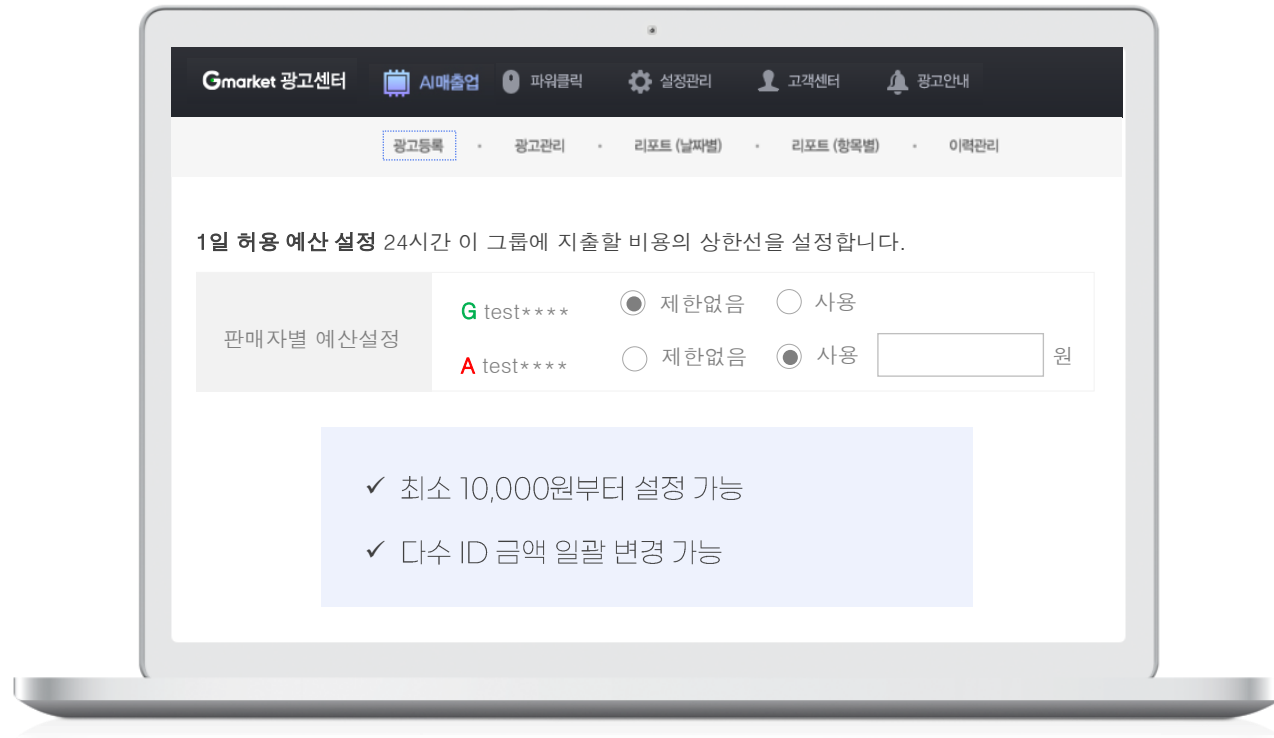 Gmarket 광고센터 AI매출업 파워클릭 설정관리 고객센터 광고안내
광고등록 · 광고관리 · 리포트 (날짜별) · 리포트 (항목별) · 이력관리
1일 허용 예산 설정 24시간 이 그룹에 지출할 비용의 상한선을 설정합니다.
판매자별 예산설정
G test**** 제한없음 사용
A test**** 제한없음 사용 원
✓ 최소 10,000원부터 설정 가능
✓ 다수 ID 금액 일괄 변경 가능